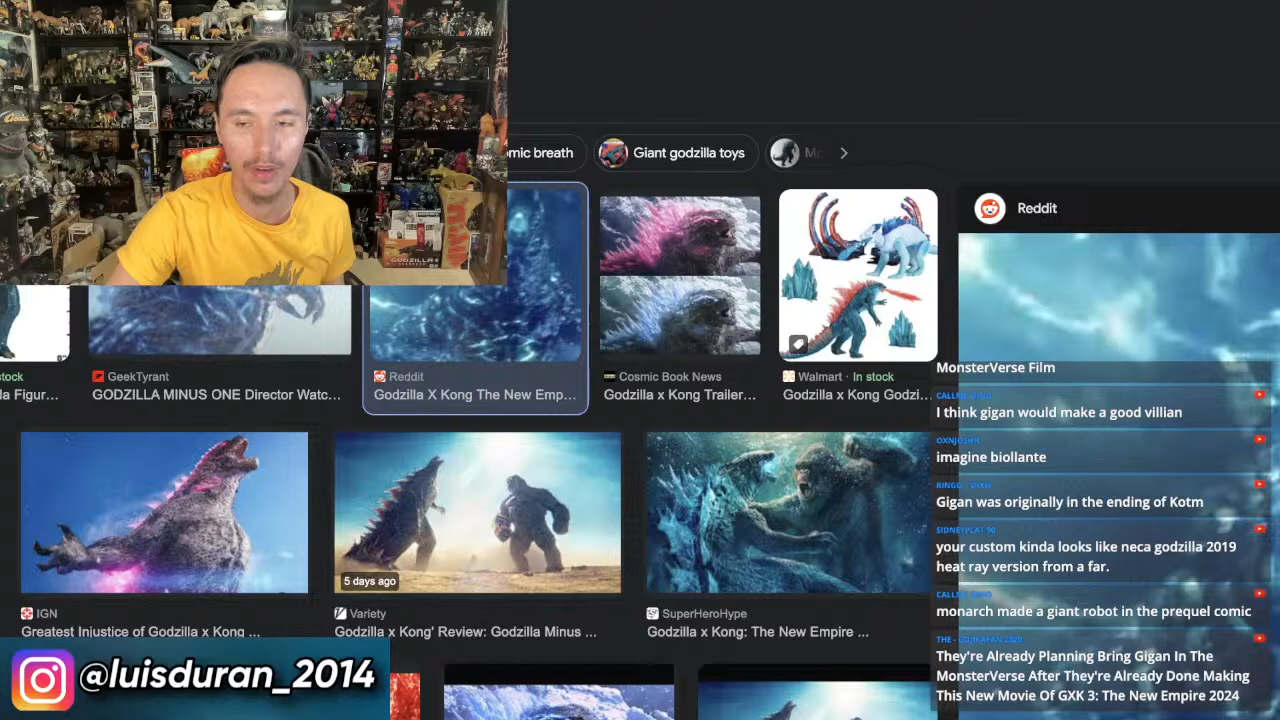 omic breath
Giant godzilla toys
Reddit
stock
GeekTyrant
Reddit
Cosmic Book News
Walmart · In stock
la Figur...
GODZILLA MINUS ONE Director Watc...
Godzilla X Kong The New Emp...
Godzilla x Kong Trailer...
Godzilla x Kong Godzi...
MonsterVerse Film
I think gigan would make a good villian
OXNJOSHR
imagine biollante
Gigan was originally in the ending of Kotm
SIDNEYPLAT 90
your custom kinda looks like neca godzilla 2019
heat ray version from a far.
monarch made a giant robot in the prequel comic
They're Already Planning Bring Gigan In The
MonsterVerse After They're Already Done Making
This New Movie Of GXK 3: The New Empire 2024
5 days ago
IGN
Variety
SuperHeroHype
Greatest Injustice of Godzilla x Kong ...
Godzilla x Kong' Review: Godzilla Minus ...
Godzilla x Kong: The New Empire ...
@luisduran_2014